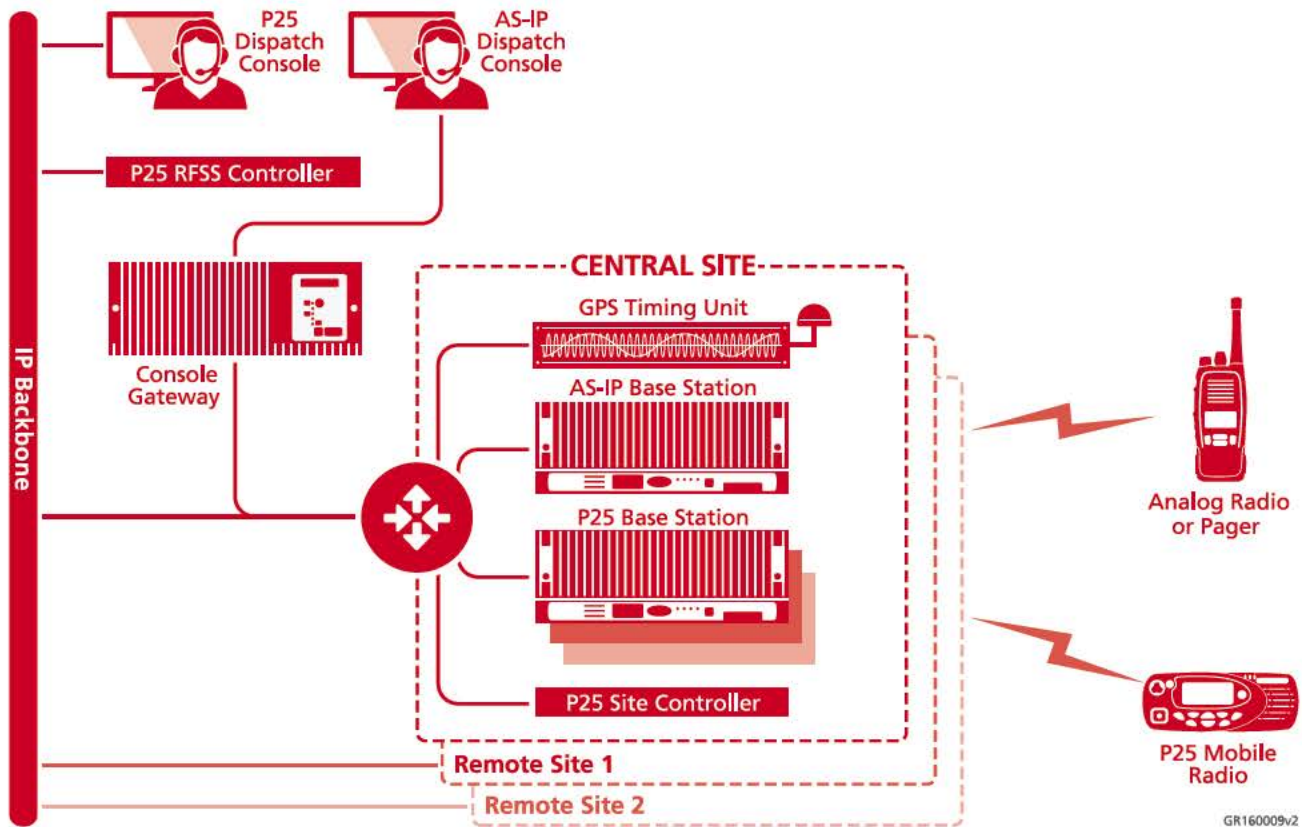 P25
Dispatch
Console
AS-IP
Dispatch
Console
P25 RFSS Controller
IP Backbone
Console
Gateway
CENTRAL SITE
GPS Timing Unit
AS-IP Base Station
P25 Base Station
P25 Site Controller
Remote Site 1
Remote Site 2
Analog Radio
or Pager
P25 Mobile
Radio
GR160009v2